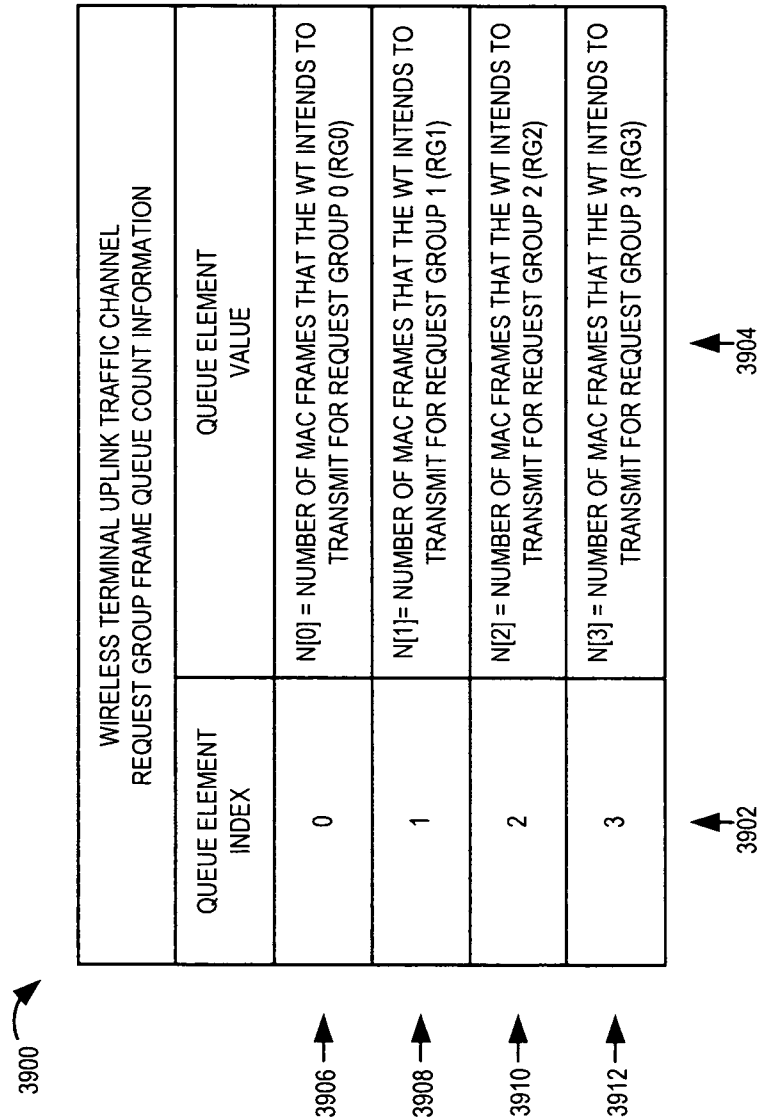 3900
WIRELESS TERMINAL UPLINK TRAFFIC CHANNEL
REQUEST GROUP FRAME QUEUE COUNT INFORMATION
QUEUE ELEMENT
INDEX
QUEUE ELEMENT
VALUE
3906
0
N[0] = NUMBER OF MAC FRAMES THAT THE WT INTENDS TO
TRANSMIT FOR REQUEST GROUP 0 (RG0)
3908
1
N[1]= NUMBER OF MAC FRAMES THAT THE WT INTENDS TO
TRANSMIT FOR REQUEST GROUP 1 (RG1)
3910
2
N[2] = NUMBER OF MAC FRAMES THAT THE WT INTENDS TO
TRANSMIT FOR REQUEST GROUP 2 (RG2)
3912
3
N[3] = NUMBER OF MAC FRAMES THAT THE WT INTENDS TO
TRANSMIT FOR REQUEST GROUP 3 (RG3)
3902
3904